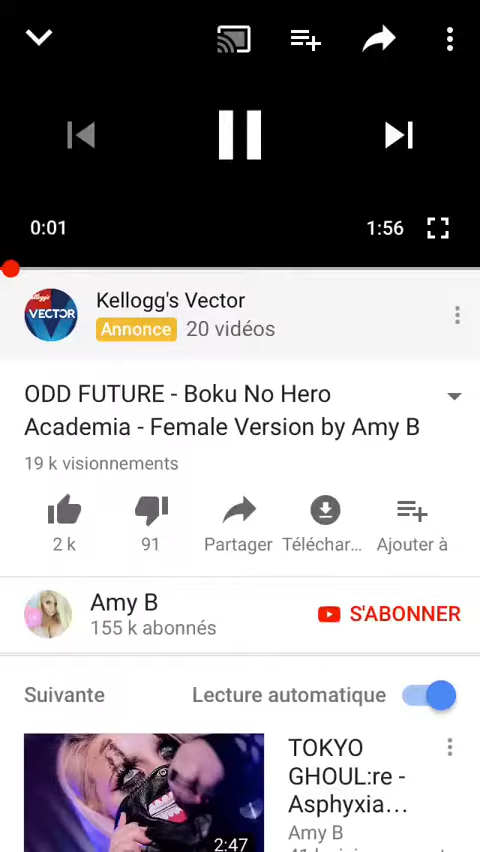 0:01
1:56
Kellogg's
VECTOR
Kellogg's Vector
Annonce 20 vidéos
ODD FUTURE - Boku No Hero
Academia - Female Version by Amy B
19 k visionnements
2 k
91
Partager
Téléchar…
Ajouter à
Amy B
155 k abonnés
S'ABONNER
Suivante
Lecture automatique
TOKYO
GHOUL:re -
Asphyxia…
Amy B
2:47